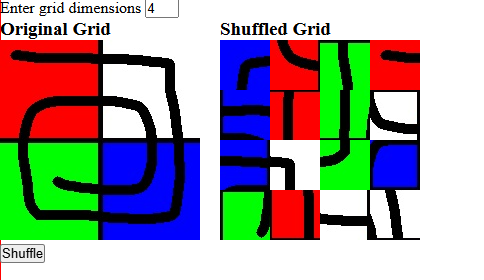 Enter grid dimensions 4
Original Grid Shuffled Grid
Shuffle